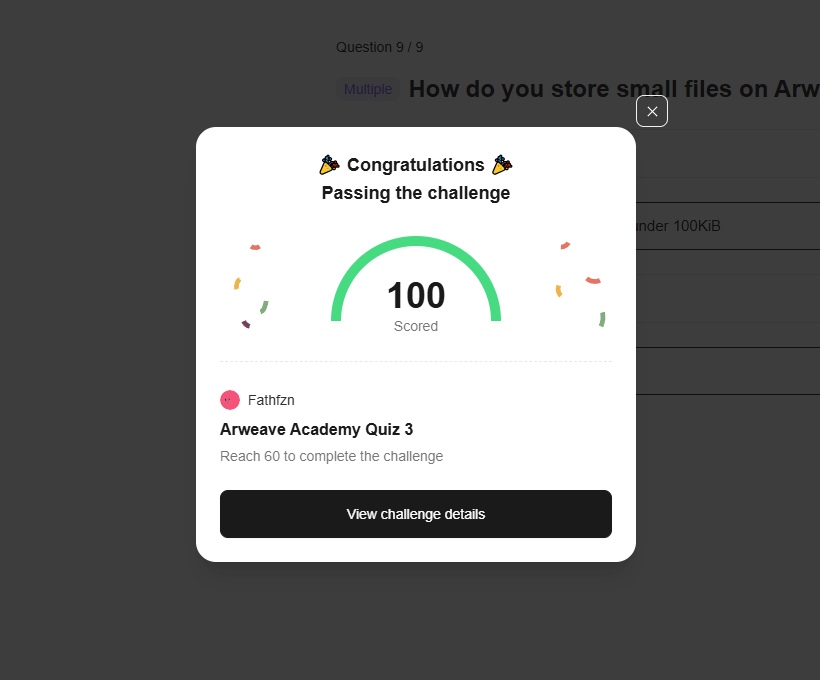 Question 9 / 9
Multiple
How do you store small files on Arw
under 100KiB
Congratulations
Passing the challenge
100
Scored
Fathfzn
Arweave Academy Quiz 3
Reach 60 to complete the challenge
View challenge details